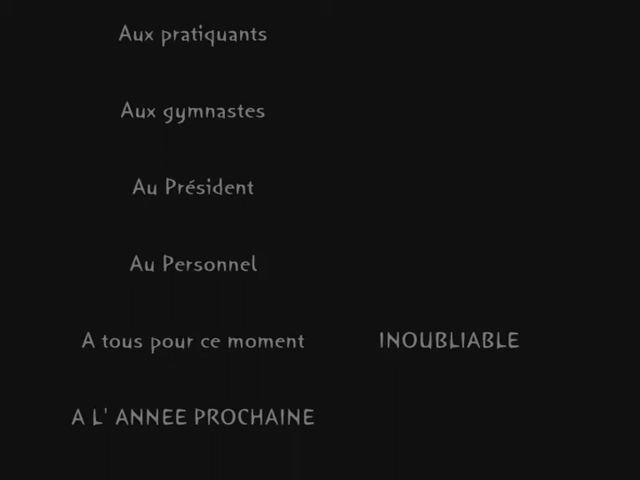 Aux pratiquants
Aux gymnastes
Au Président
Au Personnel
A tous pour ce moment INOUBLIABLE
A L' ANNEE PROCHAINE